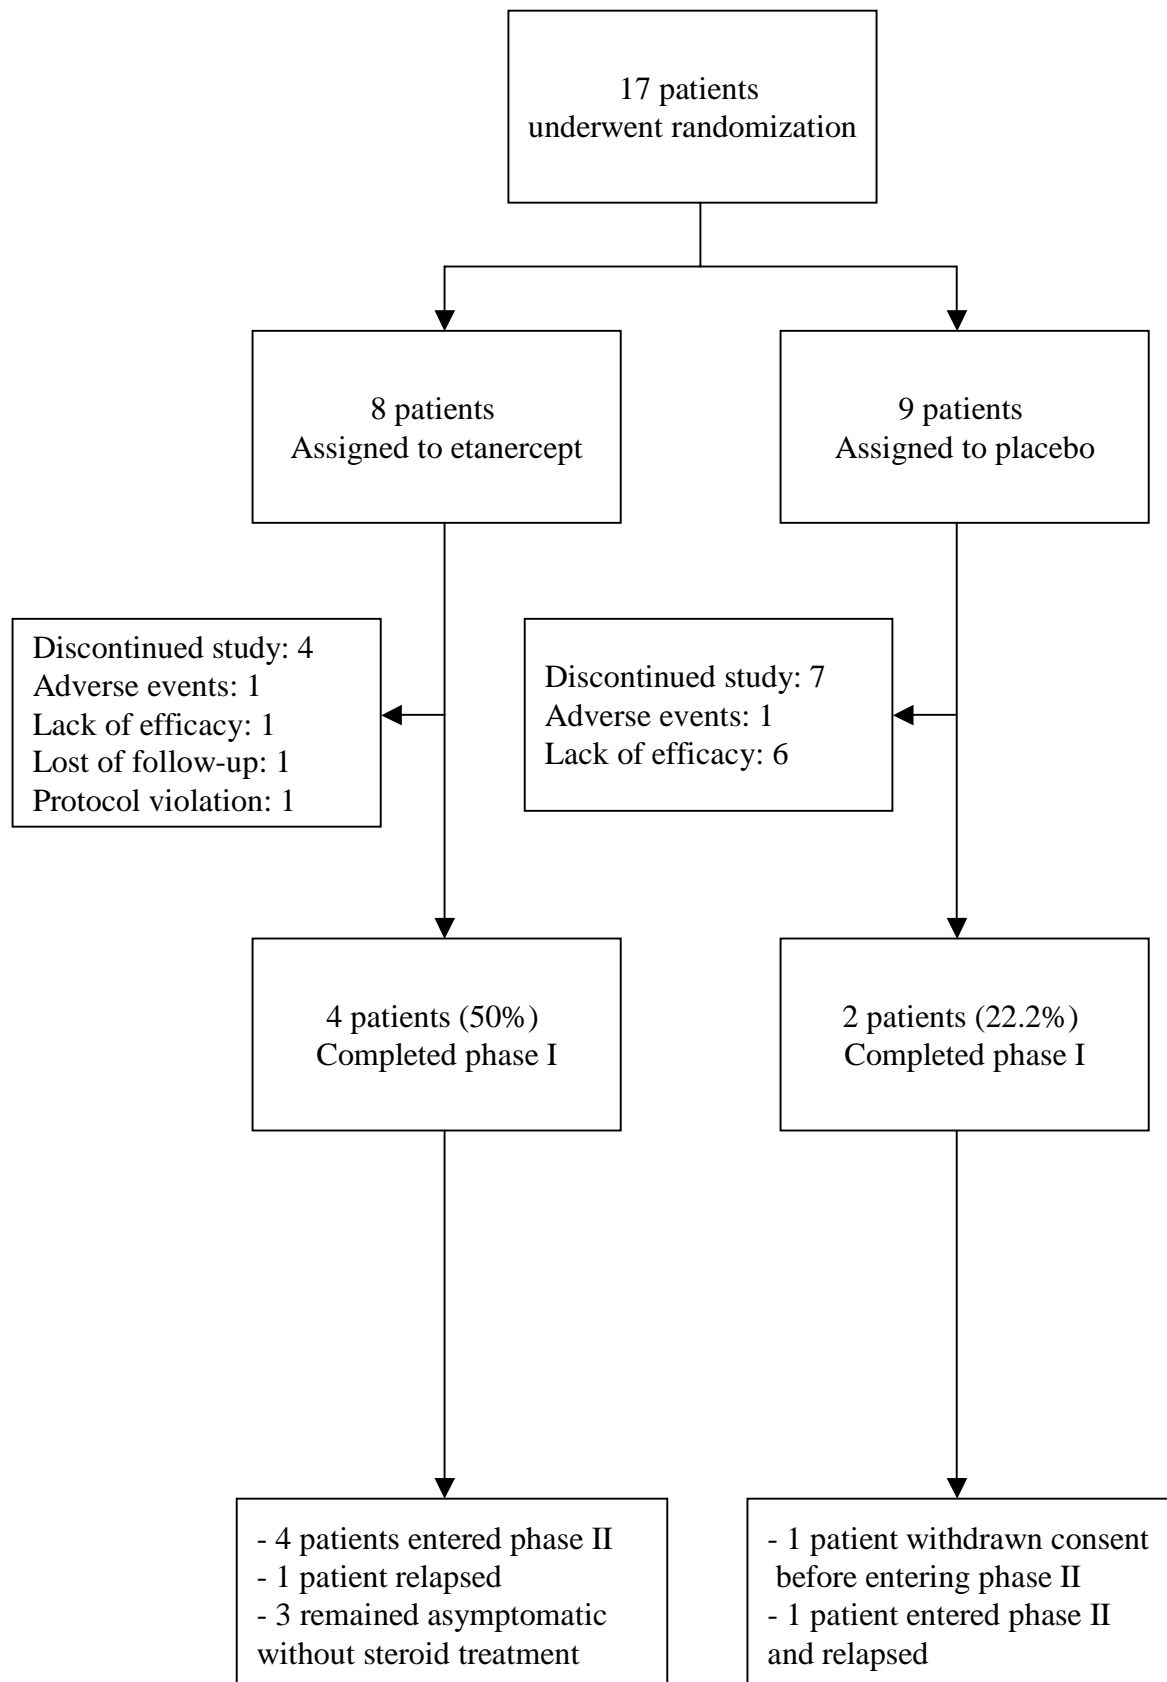 17 patients
underwent randomization
8 patients
Assigned to etanercept
9 patients
Assigned to placebo
Discontinued study: 4
Adverse events: 1
Lack of efficacy: 1
Lost of follow-up: 1
Protocol violation: 1
Discontinued study: 7
Adverse events: 1
Lack of efficacy: 6
4 patients (50%)
Completed phase I
2 patients (22.2%)
Completed phase I
- 4 patients entered phase II
- 1 patient relapsed
- 3 remained asymptomatic
without steroid treatment
- 1 patient withdrawn consent
before entering phase II
- 1 patient entered phase II
and relapsed